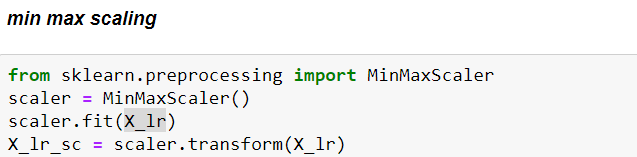 min max scaling
from sklearn.preprocessing import MinMaxScaler
scaler = MinMaxScaler()
scaler.fit(X_lr)
X_lr_sc = scaler.transform(X_lr)